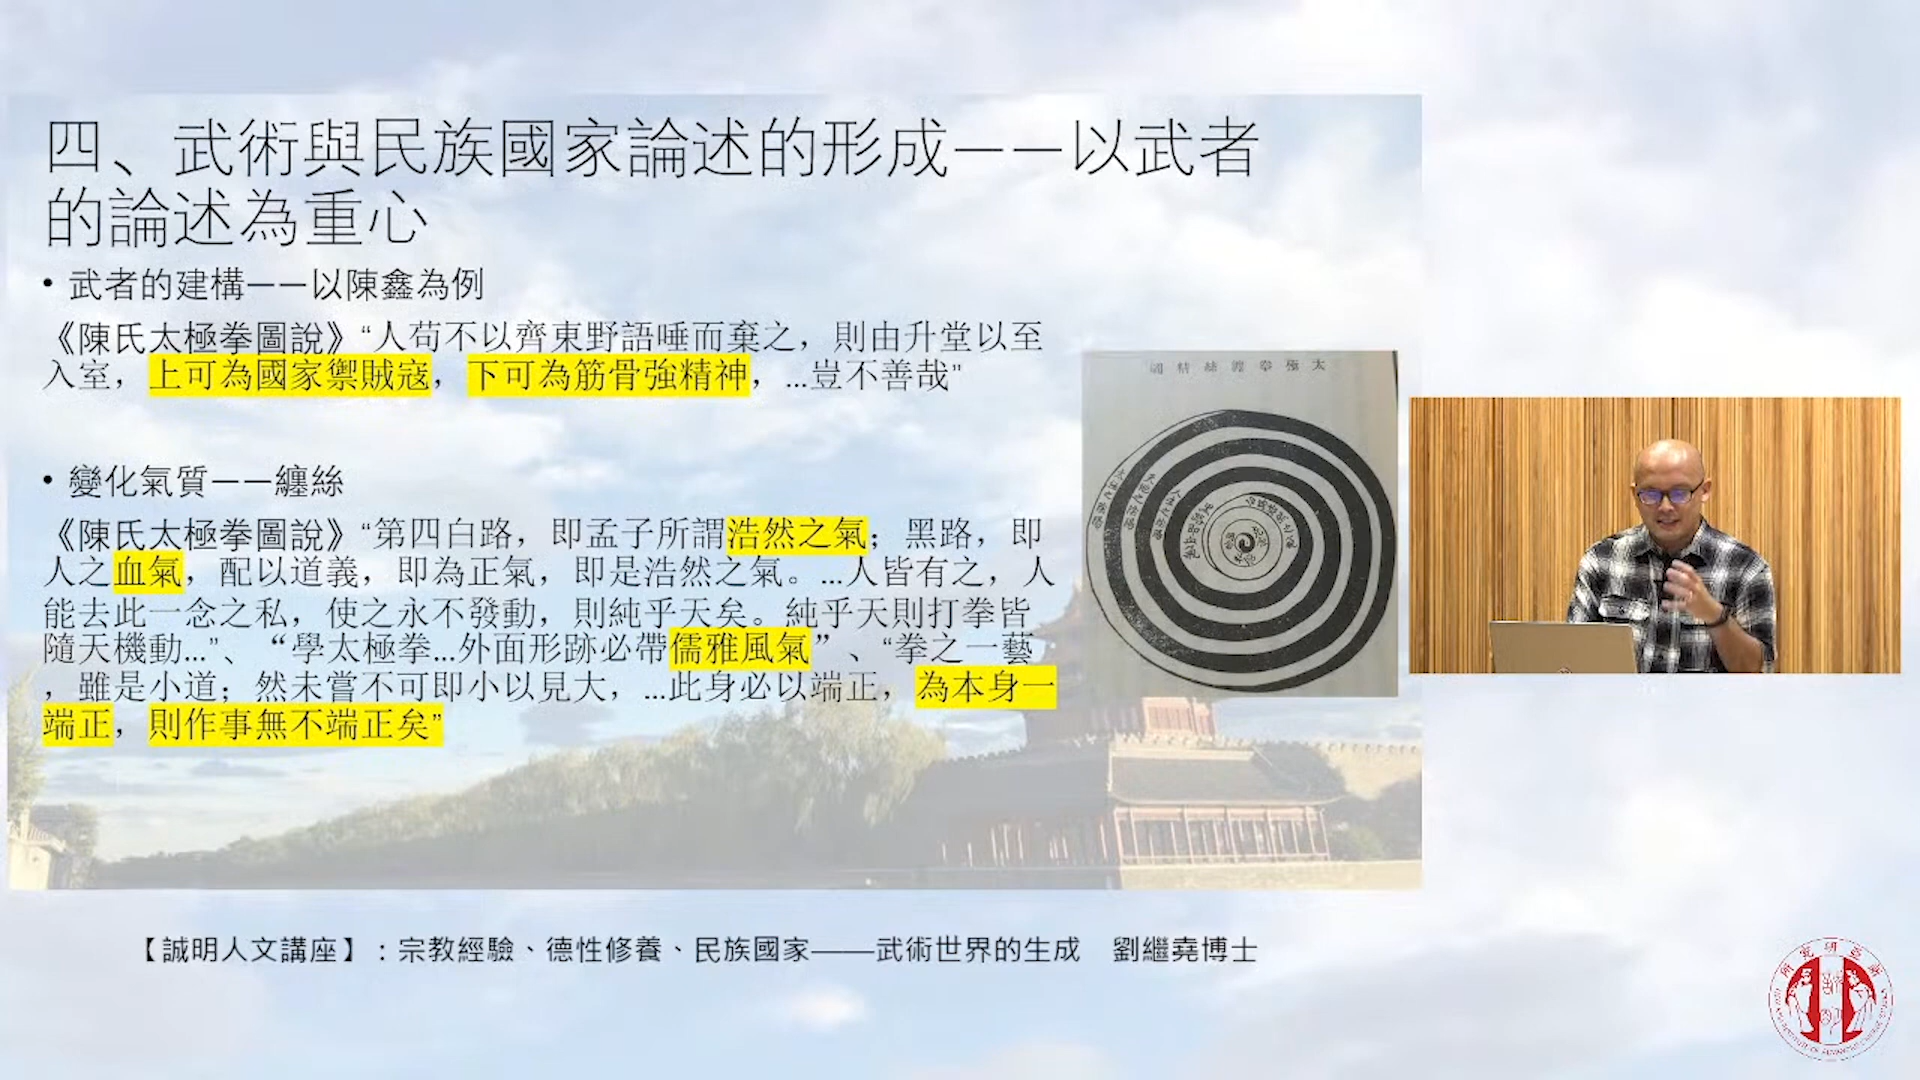 四、武術與民族國家論述的形成——以武者
的論述為重心
• 武者的建構——以陳鑫為例
《陳氏太極拳圖說》“人苟不以齊東野語唾而棄之，則由升堂以至
入室，上可為國家禦賊寇，下可為筋骨強精神，...豈不善哉”
• 變化氣質——纏絲
《陳氏太極拳圖說》“第四白路，即孟子所謂浩然之氣；黑路，即
人之血氣，配以道義，即為正氣，即是浩然之氣。...人皆有之，人
能去此一念之私，使之永不發動，則純乎天矣。純乎天則打拳皆
隨天機動...”、“學太極拳...外面形跡必帶儒雅風氣”、“拳之一藝
，雖是小道；然未嘗不可即小以見大，...此身必以端正，為本身一
端正，則作事無不端正矣”
圖精絲纏拳極太
【誠明人文講座】：宗教經驗、德性修養、民族國家——武術世界的生成　劉繼堯博士